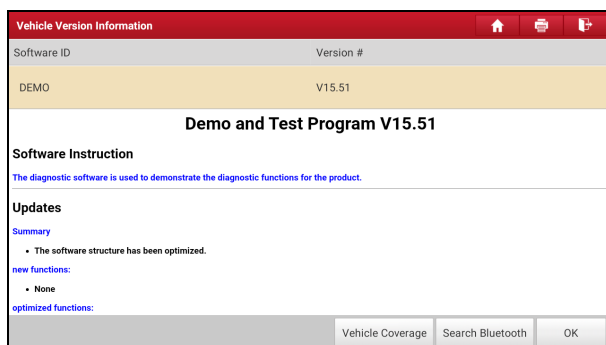 Vehicle Version Information
Software ID Version #
DEMO V15.51
Demo and Test Program V15.51
Software Instruction
The diagnostic software is used to demonstrate the diagnostic functions for the product.
Updates
Summary
• The software structure has been optimized.
new functions:
• None
optimized functions:
Vehicle Coverage Search Bluetooth OK